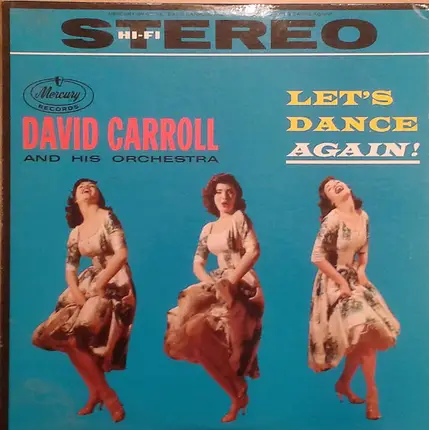 STEREO
HI-FI
Mercury
RECORDS
DAVID CARROLL
AND HIS ORCHESTRA
LET'S
DANCE
AGAIN!